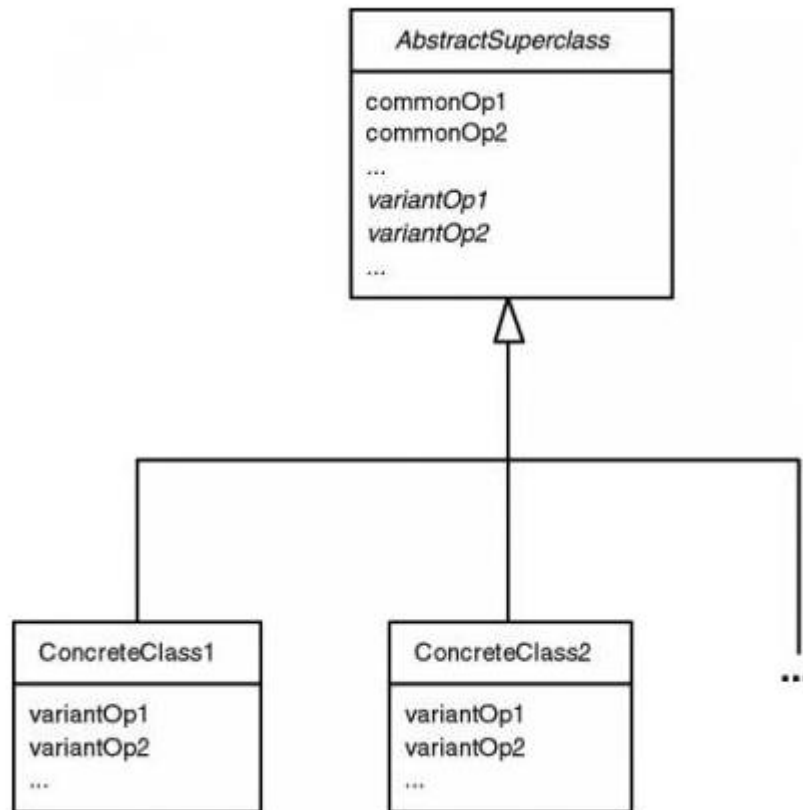 AbstractSuperclass
commonOp1
commonOp2
...
variantOp1
variantOp2
...
ConcreteClass1
variantOp1
variantOp2
...
ConcreteClass2
variantOp1
variantOp2
...
...